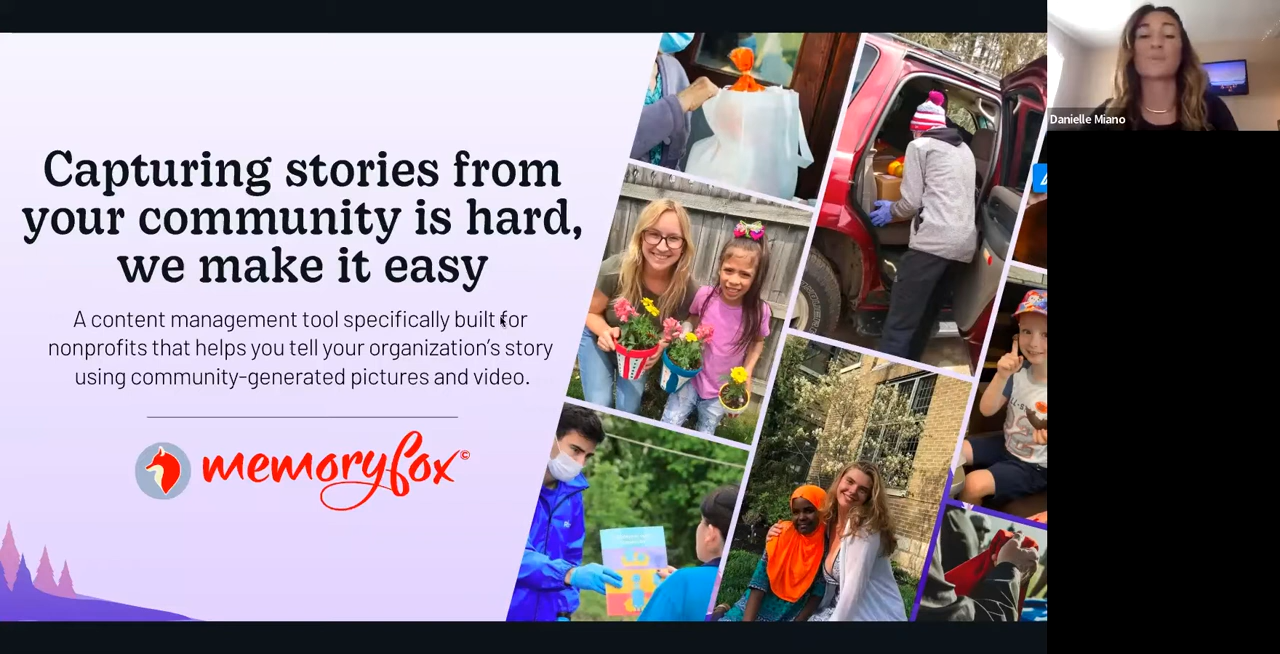 Capturing stories from
your community is hard,
we make it easy
A content management tool specifically built for
nonprofits that helps you tell your organization's story
using community-generated pictures and video.
memoryfox©
Danielle Miano